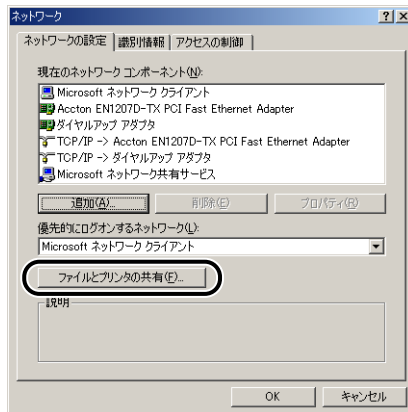 ネットワーク
ネットワークの設定 識別情報 アクセスの制御
現在のネットワーク コンポーネント(N):
Microsoft ネットワーク クライアント
Accton EN1207D-TX PCI Fast Ethernet Adapter
ダイヤルアップ アダプタ
TCP/IP -> Accton EN1207D-TX PCI Fast Ethernet Adapter
TCP/IP -> ダイヤルアップ アダプタ
Microsoft ネットワーク共有サービス
追加(A)... 削除(E) プロパティ(R)
優先的にログオンするネットワーク(L):
Microsoft ネットワーク クライアント
ファイルとプリンタの共有(F)...
説明
OK キャンセル